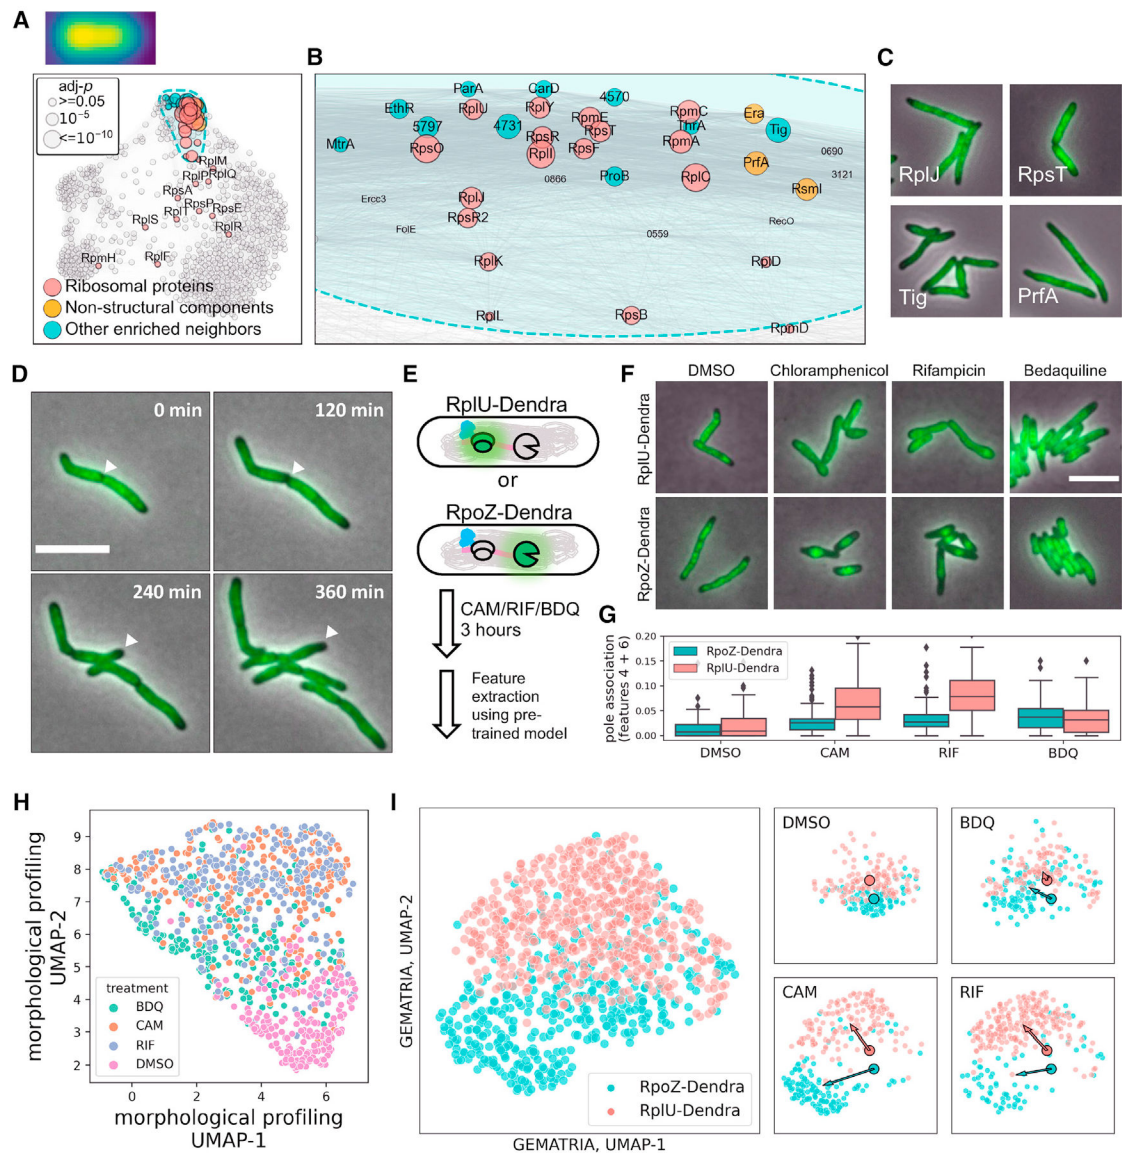 A
adj-p
>=0.05
10⁻⁵
<=10⁻¹⁰
RplM
RplP
RplQ
RpsA
RplT
RpsP
RpsE
RplS
RplR
RpmH
RplF
Ribosomal proteins
Non-structural components
Other enriched neighbors
B
ParA
CarD
4570
EthR
RplU
RplY
RpmE
RpmC
Era
5797
4731
RpsT
ThrA
Tig
MtrA
RpsO
RpsR
RplI
RpsF
RpmA
0690
PrfA
3121
0866
ProB
RplC
RsmI
Ercc3
RplJ
RpsR2
FolE
0559
RecO
RplK
RplD
RplL
RpsB
RpmD
C
RplJ
RpsT
Tig
PrfA
D
0 min
120 min
240 min
360 min
E
RplU-Dendra
or
RpoZ-Dendra
CAM/RIF/BDQ
3 hours
Feature
extraction
using pre-
trained model
F
DMSO
Chloramphenicol
Rifampicin
Bedaquiline
RplU-Dendra
RpoZ-Dendra
G
pole association
(features 4 + 6)
0.20
0.15
0.10
0.05
0.00
RpoZ-Dendra
RplU-Dendra
DMSO
CAM
RIF
BDQ
H
morphological profiling
UMAP-2
9
8
7
6
5
4
3
2
treatment
BDQ
CAM
RIF
DMSO
0
2
4
6
morphological profiling
UMAP-1
I
GEMATRIA, UMAP-2
RpoZ-Dendra
RplU-Dendra
GEMATRIA, UMAP-1
DMSO
BDQ
CAM
RIF